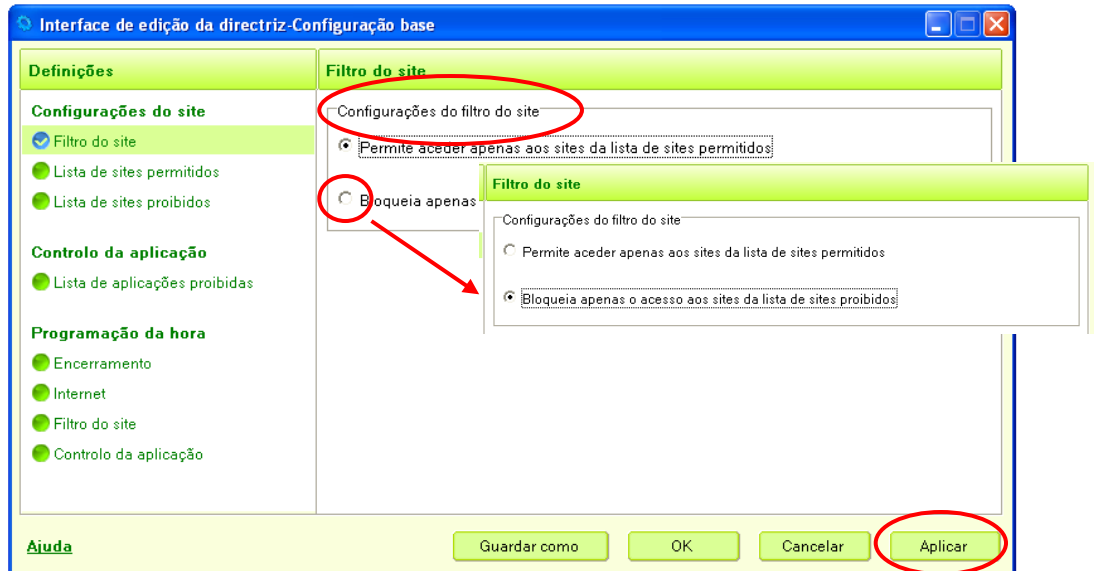 Interface de edição da directriz-Configuração base
Definições
Configurações do site
Filtro do site
Lista de sites permitidos
Lista de sites proibidos
Controlo da aplicação
Lista de aplicações proibidas
Programação da hora
Encerramento
Internet
Filtro do site
Controlo da aplicação
Filtro do site
Configurações do filtro do site
Permite aceder apenas aos sites da lista de sites permitidos
Bloqueia apenas
Filtro do site
Configurações do filtro do site
Permite aceder apenas aos sites da lista de sites permitidos
Bloqueia apenas o acesso aos sites da lista de sites proibidos
Ajuda
Guardar como
OK
Cancelar
Aplicar